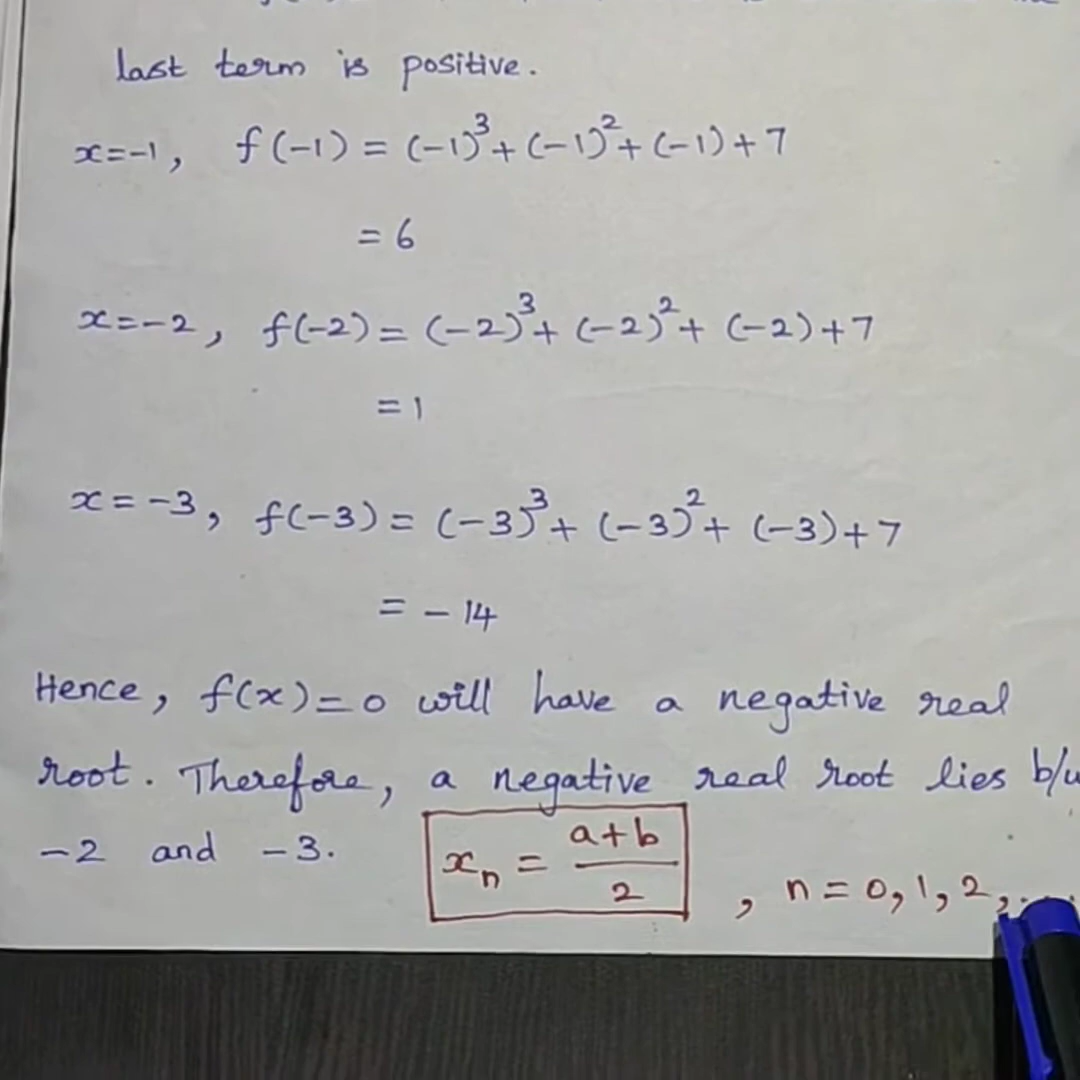 last term is positive.
x=-1, f(-1) = (-1)³+(-1)²+(-1)+7
= 6
x=-2, f(-2) = (-2)³+ (-2)²+ (-2)+7
= 1
x = -3, f(-3) = (-3)³+ (-3)²+ (-3)+7
= - 14
Hence, f(x)=0 will have a negative real
root. Therefore, a negative real root lies
-2 and -3. xₙ = (a+b)/2 , n = 0, 1, 2,